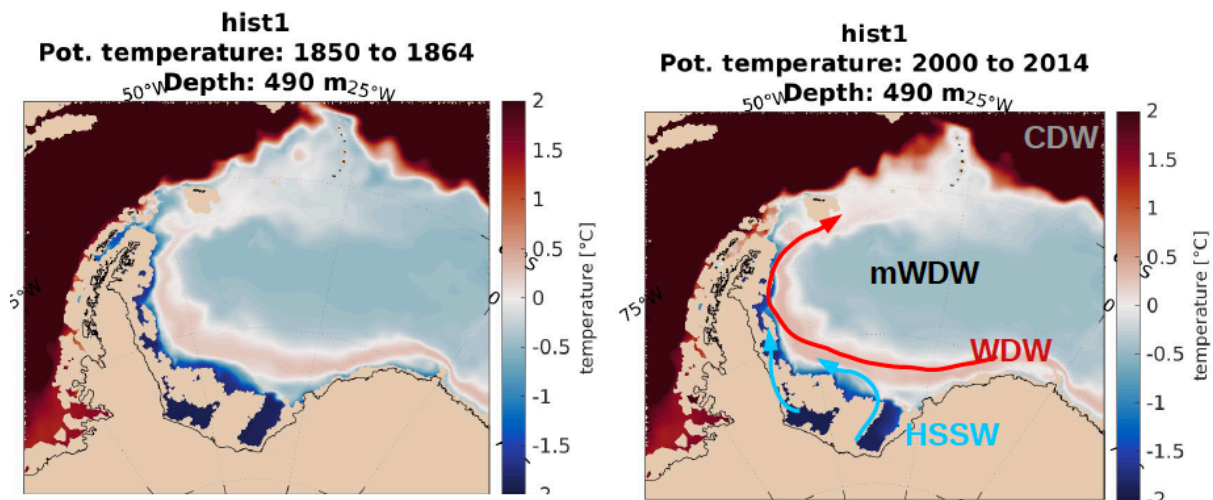 hist1
Pot. temperature: 1850 to 1864
Depth: 490 m
50°W
25°W
2
1.5
1
0.5
0
-0.5
-1
-1.5
temperature [°C]
hist1
Pot. temperature: 2000 to 2014
Depth: 490 m
50°W
25°W
CDW
mWDW
WDW
HSSW
75°W
0
2
1.5
1
0.5
0
-0.5
-1
-1.5
-2
temperature [°C]